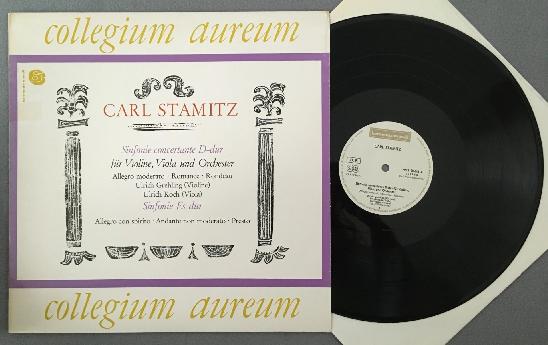 collegium aureum
CARL STAMITZ
Sinfonie concertante D-dur
für Violine, Viola und Orchester
Allegro moderato · Romance · Rondeau
Ulrich Grehling (Violine)
Ulrich Koch (Viola)
Sinfonie Es-dur
Allegro con spirito · Andante non moderato · Presto
collegium aureum
CARL STAMITZ